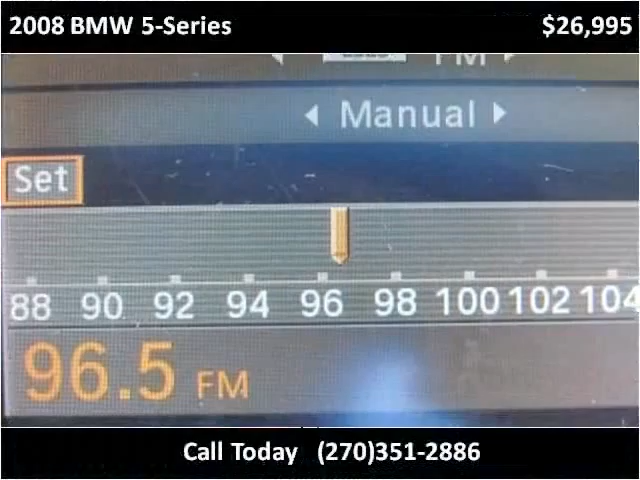 2008 BMW 5-Series $26,995
FM
Manual
Set
88 90 92 94 96 98 100 102 104
96.5 FM
Call Today (270)351-2886